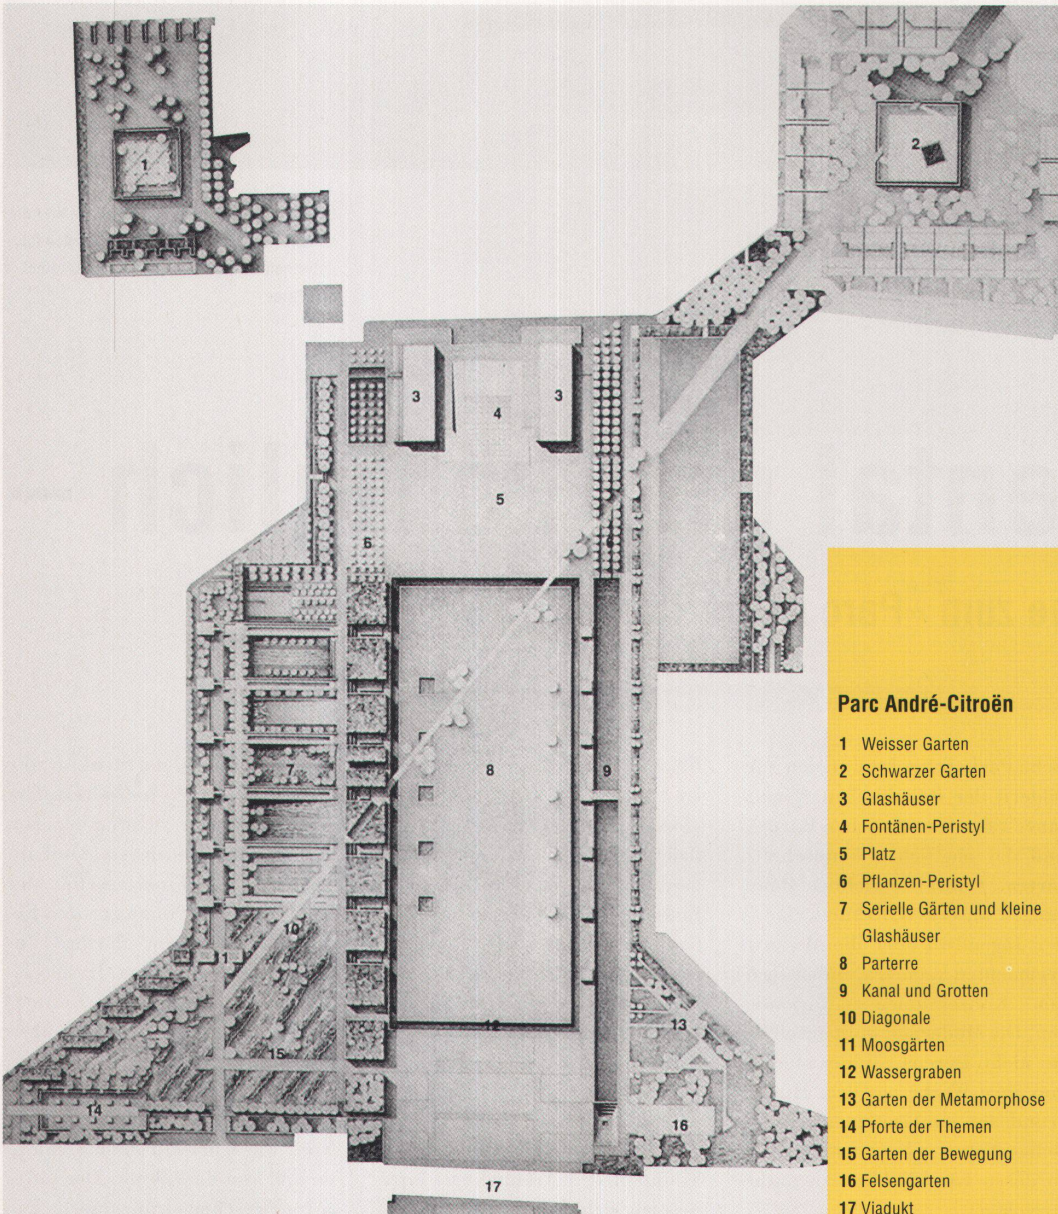 1
2
3
3
4
5
6
6
7
8
9
10
11
12
13
14
15
16
17
Parc André-Citroën
1 Weisser Garten
2 Schwarzer Garten
3 Glashäuser
4 Fontänen-Peristyl
5 Platz
6 Pflanzen-Peristyl
7 Serielle Gärten und kleine
Glashäuser
8 Parterre
9 Kanal und Grotten
10 Diagonale
11 Moosgärten
12 Wassergraben
13 Garten der Metamorphose
14 Pforte der Themen
15 Garten der Bewegung
16 Felsengarten
17 Viadukt